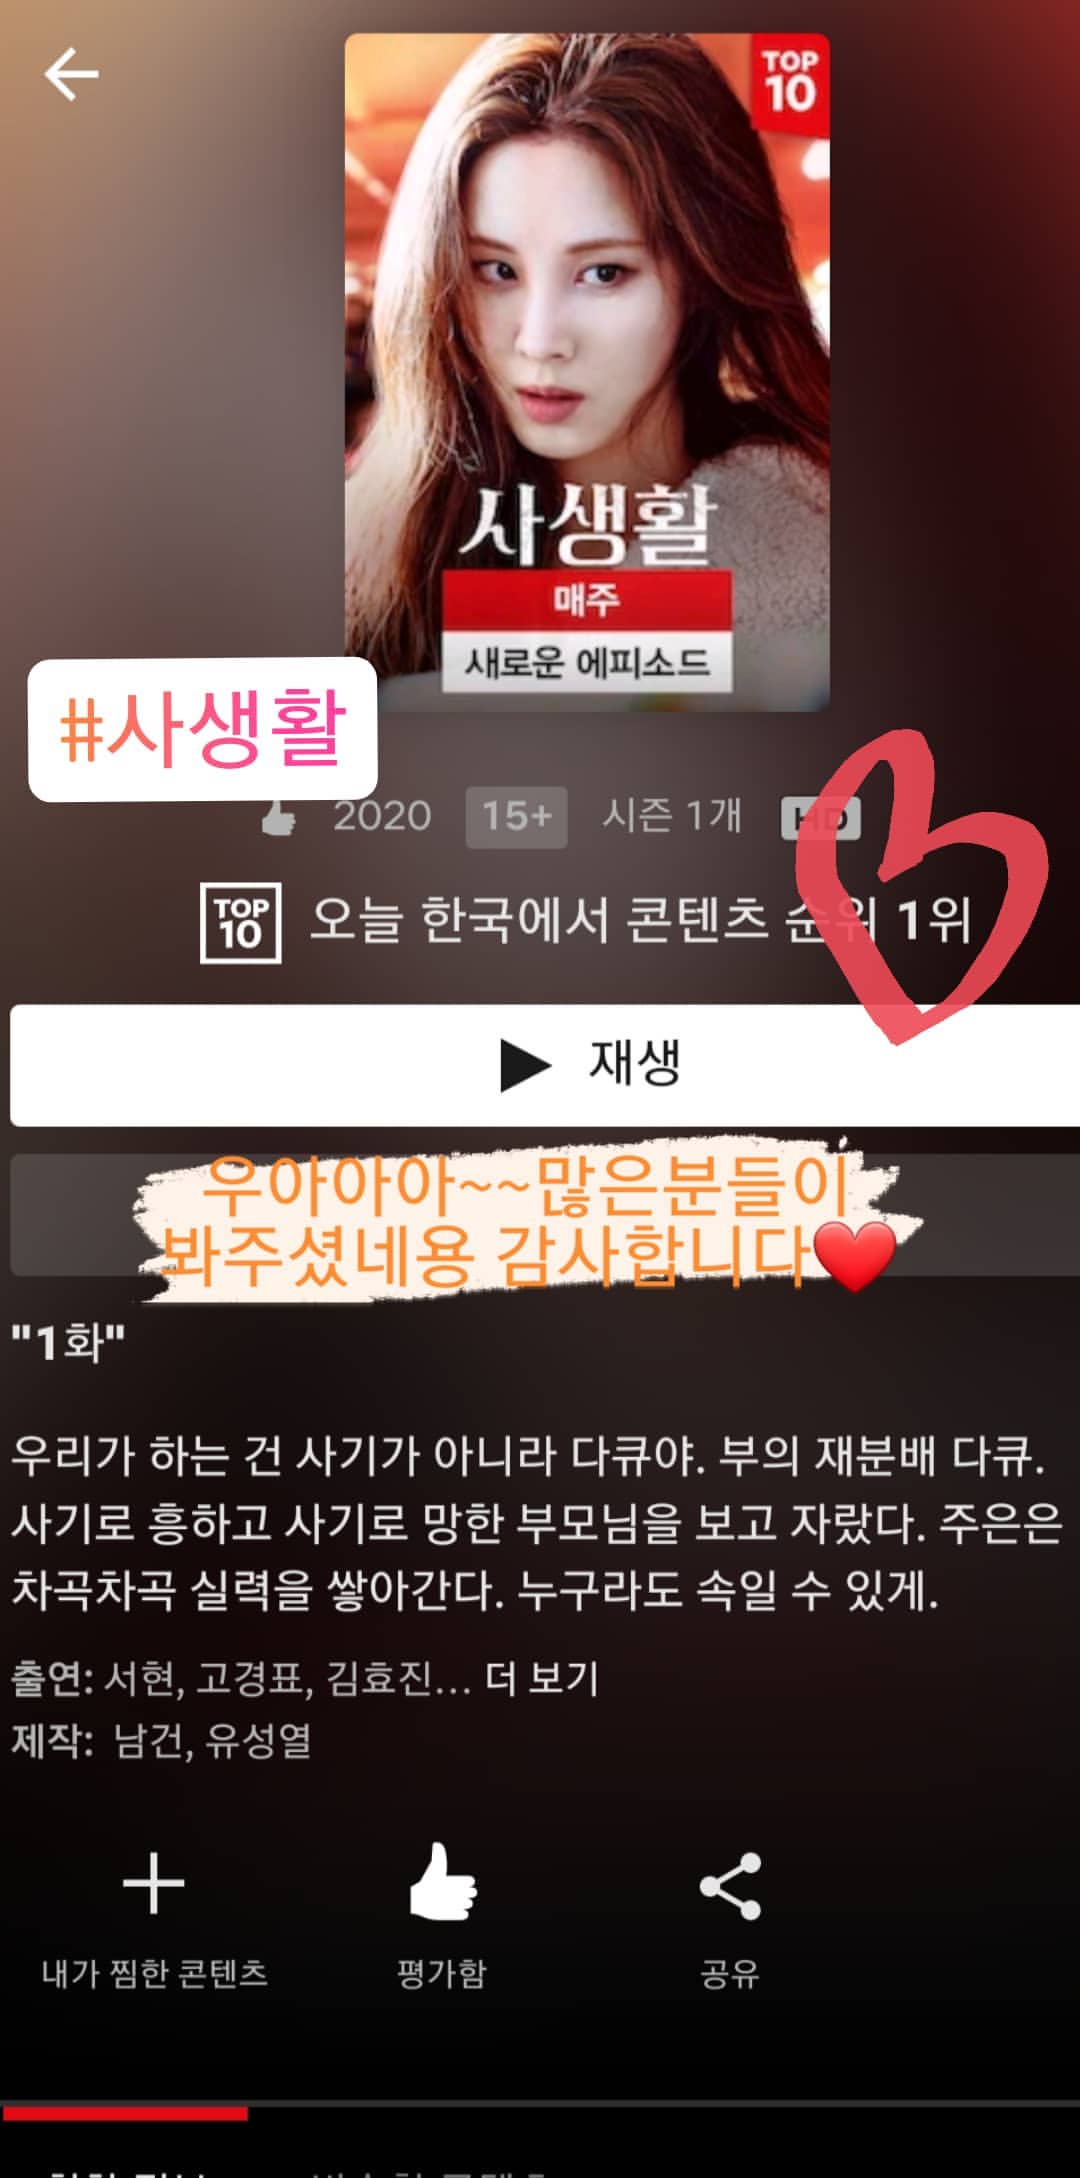 TOP
10
사생활
매주
새로운 에피소드
#사생활
2020 15+ 시즌 1개 HD
TOP
10
오늘 한국에서 콘텐츠 순위 1위
재생
우아아아~~많은분들이
봐주셨네용 감사합니다❤️
"1화"
우리가 하는 건 사기가 아니라 다큐야. 부의 재분배 다큐.
사기로 흥하고 사기로 망한 부모님을 보고 자랐다. 주은은
차곡차곡 실력을 쌓아간다. 누구라도 속일 수 있게.
출연: 서현, 고경표, 김효진... 더 보기
제작: 남건, 유성열
내가 찜한 콘텐츠 평가함 공유